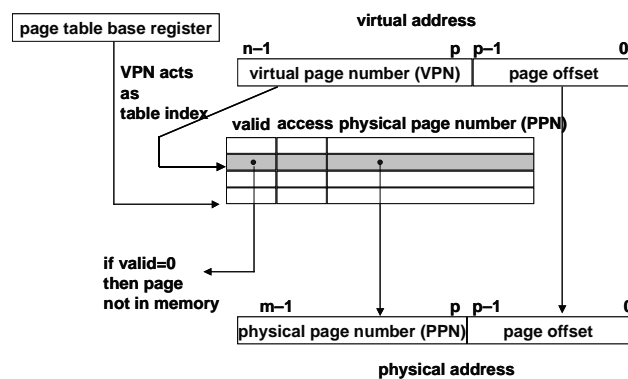 page table base register
virtual address
n–1 p p–1 0
VPN acts
as
table index
virtual page number (VPN) page offset
valid access physical page number (PPN)
if valid=0
then page
not in memory
m–1 p p–1 0
physical page number (PPN) page offset
physical address